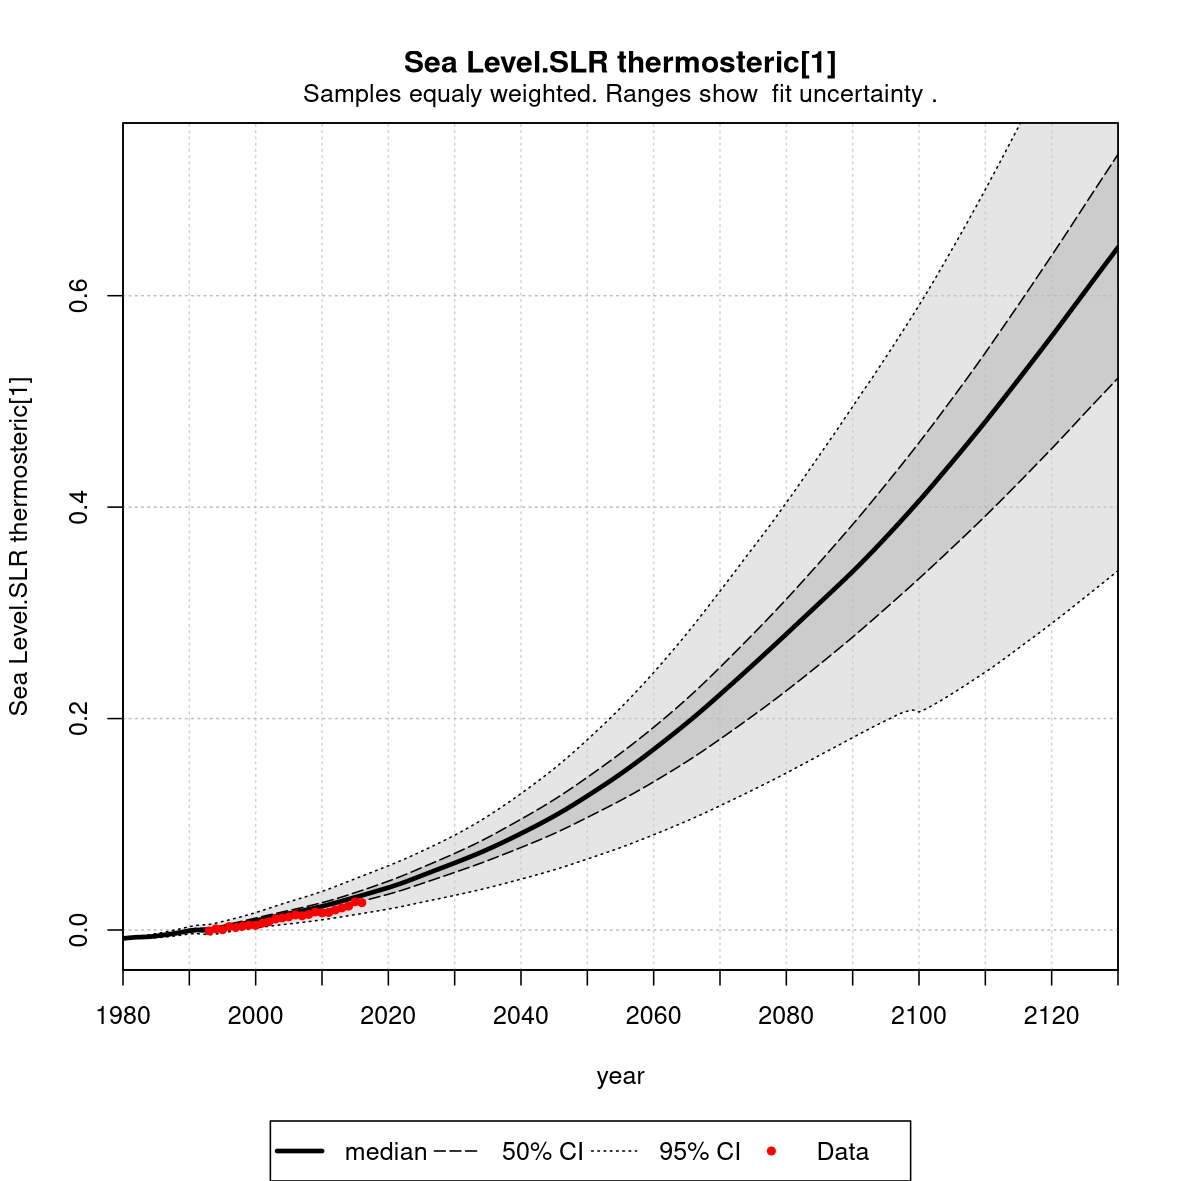 Sea Level.SLR thermosteric[1]
Samples equaly weighted. Ranges show  fit uncertainty .
Sea Level.SLR thermosteric[1]
0.6
0.4
0.2
0.0
1980 2000 2020 2040 2060 2080 2100 2120
year
median 50% CI 95% CI Data